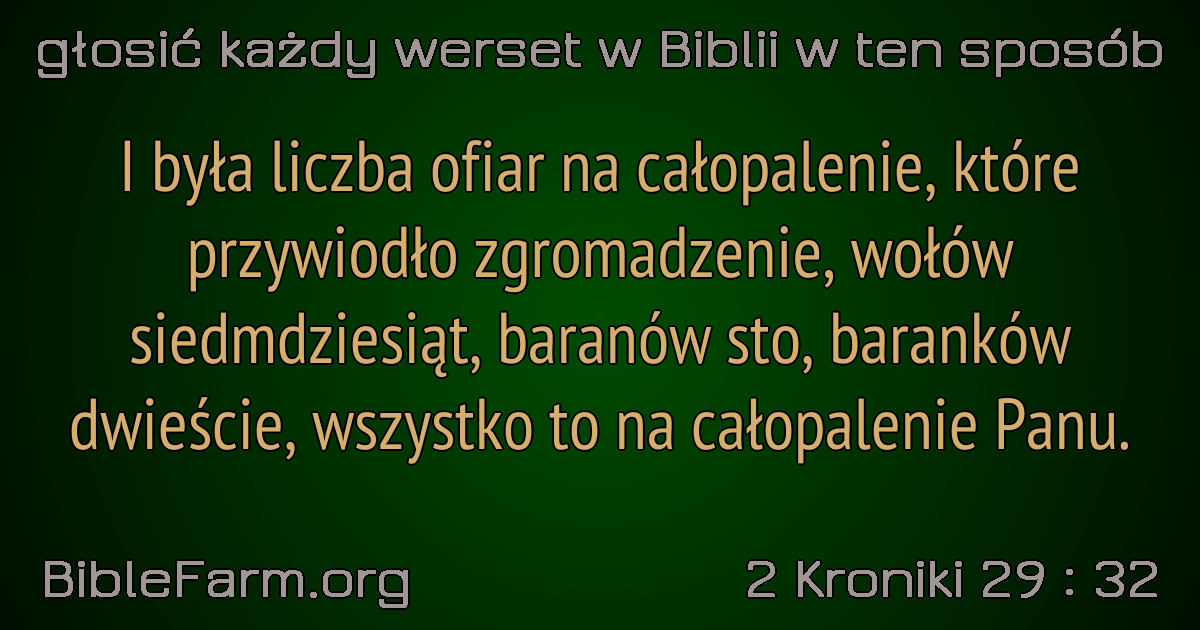 głosić każdy werset w Biblii w ten sposób
I była liczba ofiar na całopalenie, które
przywiodło zgromadzenie, wołów
siedmdziesiąt, baranów sto, baranków
dwieście, wszystko to na całopalenie Panu.
BibleFarm.org
2 Kroniki 29 : 32